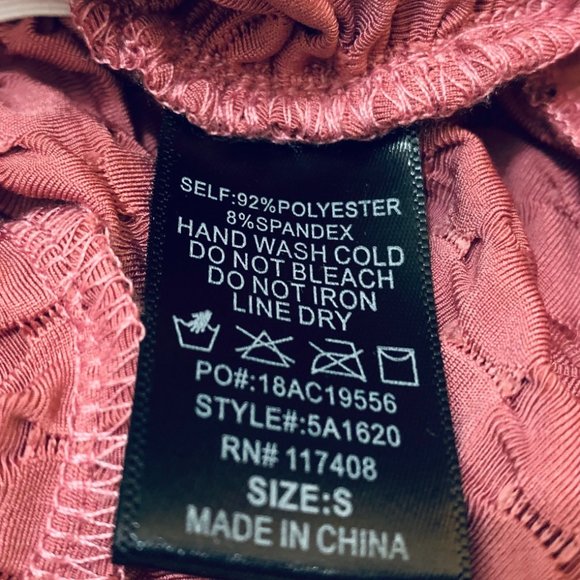 SELF:92%POLYESTER
8%SPANDEX
HAND WASH COLD
DO NOT BLEACH
DO NOT IRON
LINE DRY
PO#:18AC19556
STYLE#:5A1620
RN# 117408
SIZE:S
MADE IN CHINA